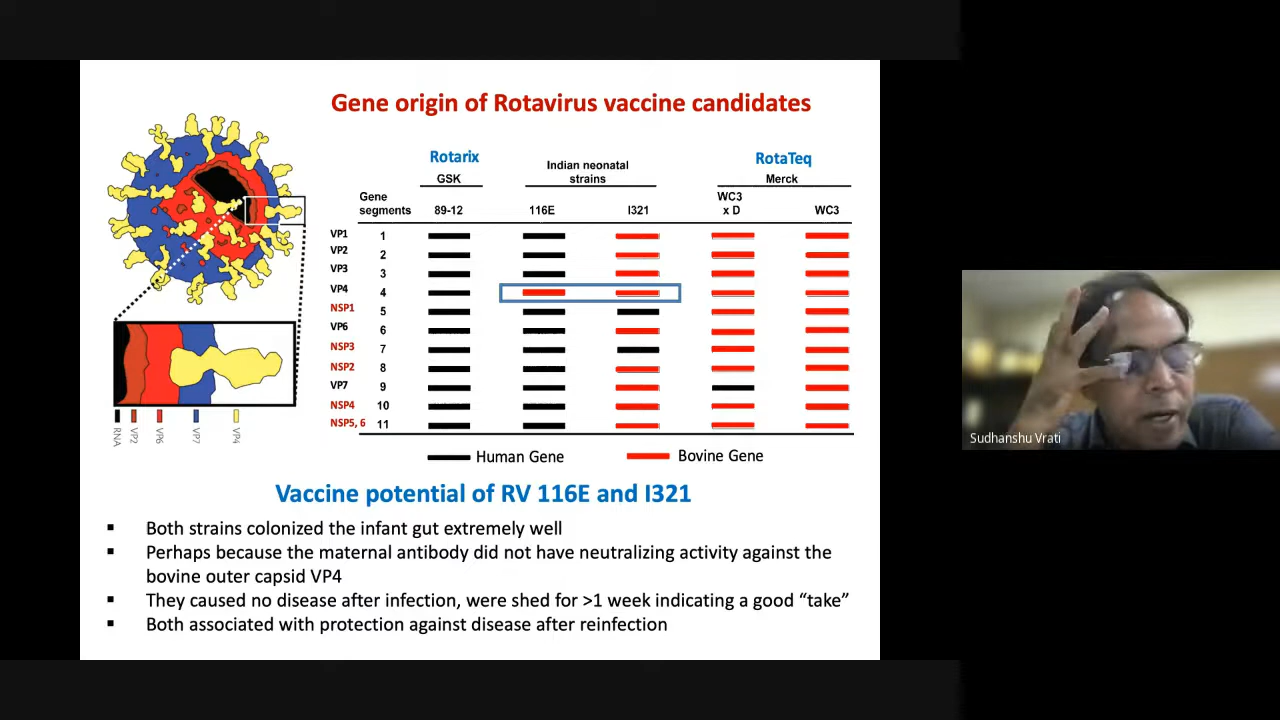 Gene origin of Rotavirus vaccine candidates
Rotarix
Indian neonatal
strains
RotaTeq
GSK
Merck
Gene
segments
89-12
116E
I321
WC3
x D
WC3
VP1 1
VP2 2
VP3 3
VP4 4
NSP1 5
VP6 6
NSP3 7
NSP2 8
VP7 9
NSP4 10
NSP5, 6 11
Human Gene
Bovine Gene
RNA
VP2
VP6
VP7
VP4
Vaccine potential of RV 116E and I321
▪ Both strains colonized the infant gut extremely well
▪ Perhaps because the maternal antibody did not have neutralizing activity against the
bovine outer capsid VP4
▪ They caused no disease after infection, were shed for >1 week indicating a good “take”
▪ Both associated with protection against disease after reinfection
Sudhanshu Vrati